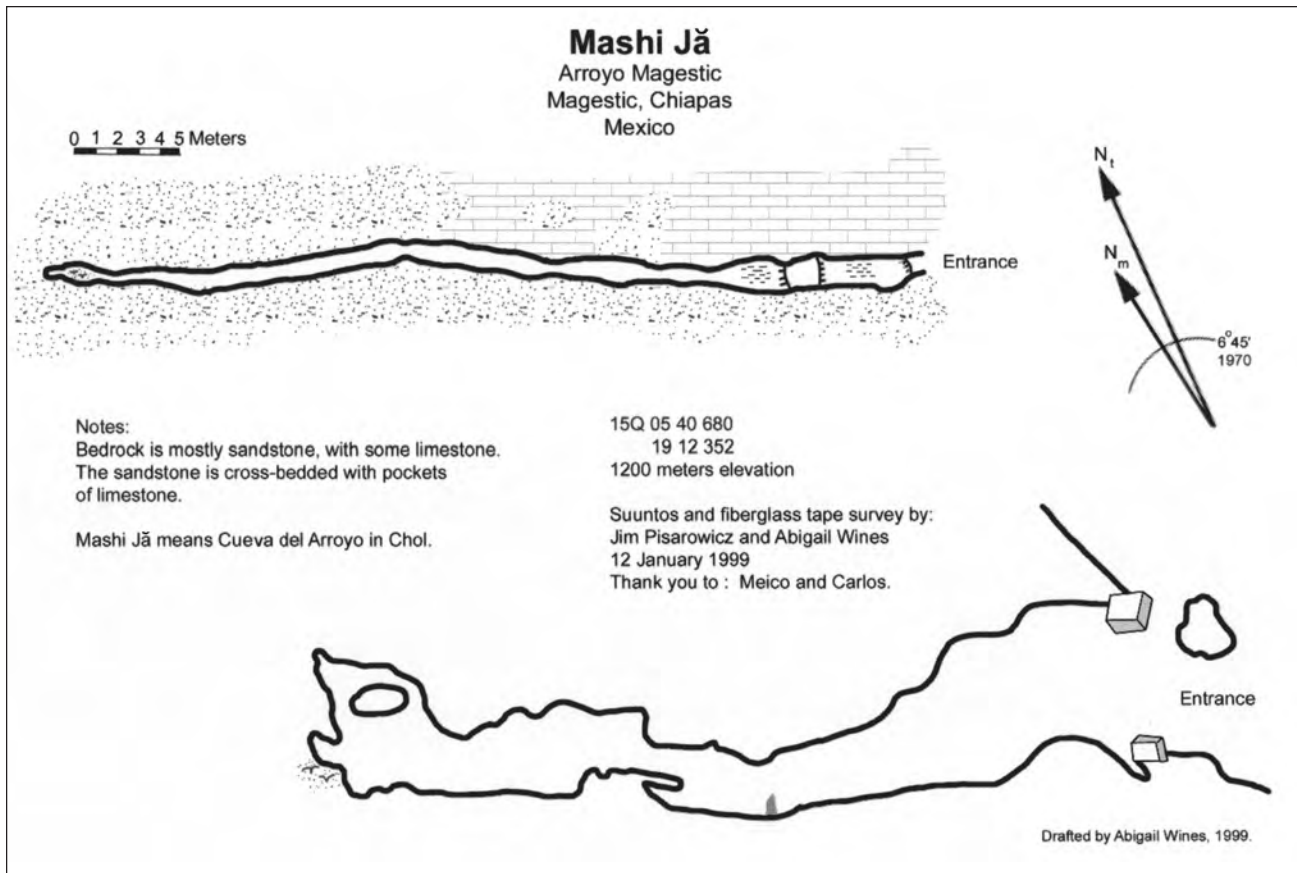 Mashi Jă
Arroyo Magestic
Magestic, Chiapas
Mexico
0 1 2 3 4 5 Meters
Nt
Nm
6°45'
1970
Entrance
Notes:
Bedrock is mostly sandstone, with some limestone.
The sandstone is cross-bedded with pockets
of limestone.
Mashi Jă means Cueva del Arroyo in Chol.
15Q 05 40 680
19 12 352
1200 meters elevation
Suuntos and fiberglass tape survey by:
Jim Pisarowicz and Abigail Wines
12 January 1999
Thank you to : Meico and Carlos.
Entrance
Drafted by Abigail Wines, 1999.